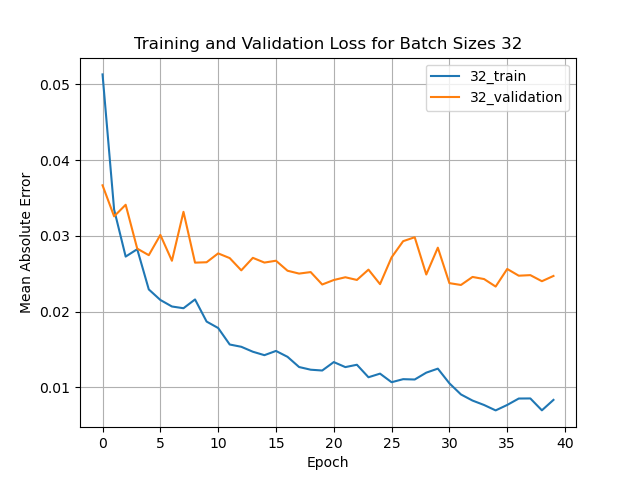 Training and Validation Loss for Batch Sizes 32
32_train
32_validation
Mean Absolute Error
0.05
0.04
0.03
0.02
0.01
0 5 10 15 20 25 30 35 40
Epoch